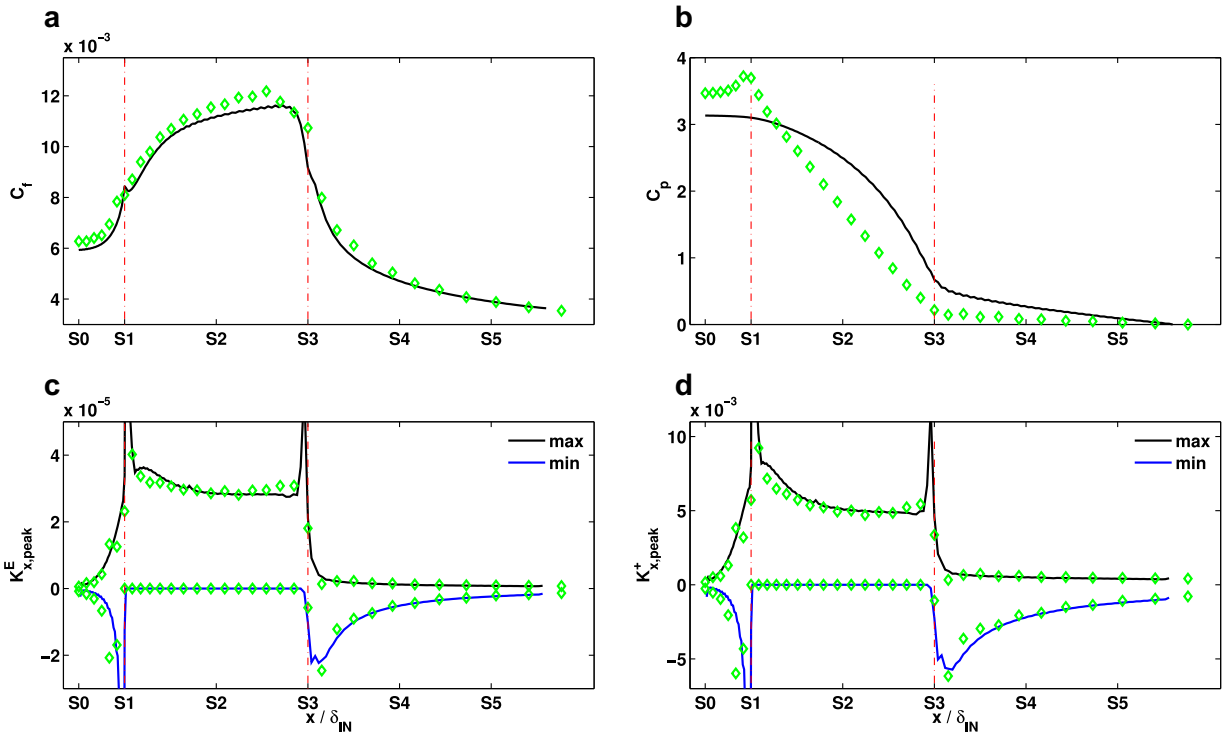 a
x 10⁻³
12
10
8
6
4
C_f
S0 S1 S2 S3 S4 S5
b
4
3
2
1
0
C_p
S0 S1 S2 S3 S4 S5
c
x 10⁻⁵
4
2
0
−2
K^E_x,peak
max
min
S0 S1 S2 S3 S4 S5
x / δ_IN
d
x 10⁻³
10
5
0
−5
K^+_x,peak
max
min
S0 S1 S2 S3 S4 S5
x / δ_IN